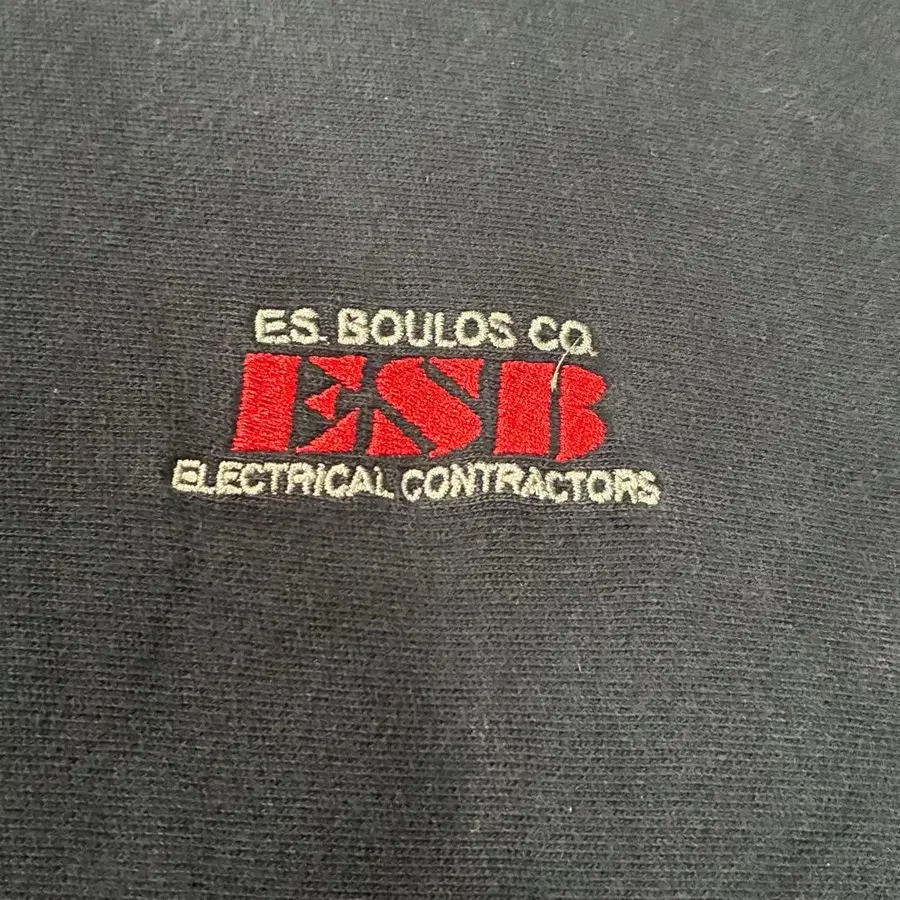 E.S. BOULOS CO.
ESB
ELECTRICAL CONTRACTORS